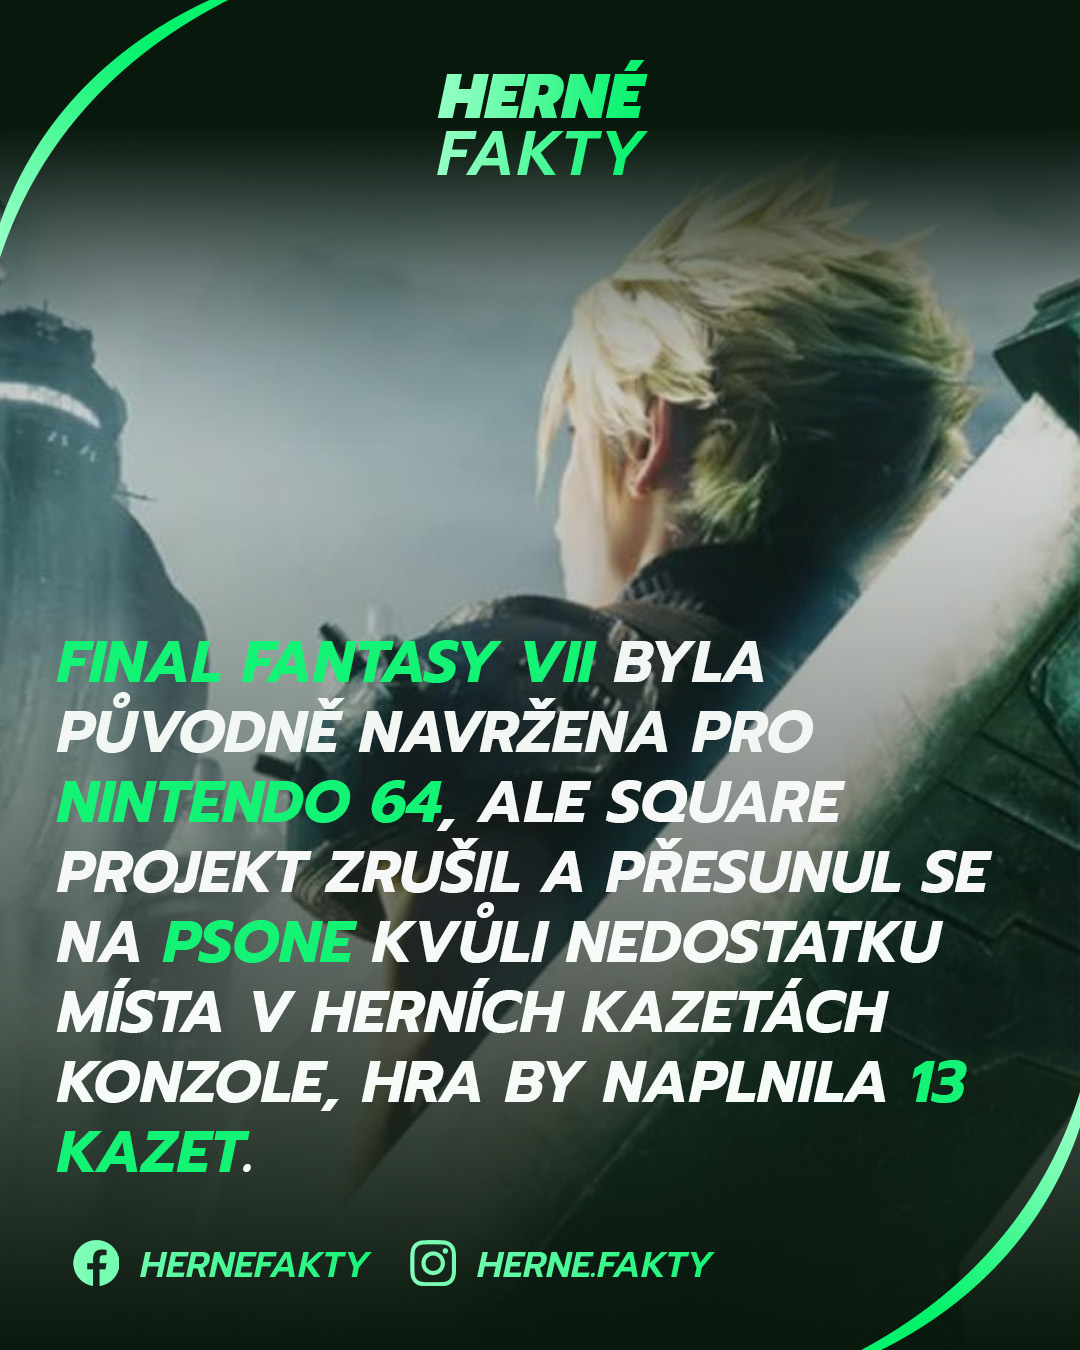 HERNÉ
FAKTY
FINAL FANTASY VII BYLA
PŮVODNĚ NAVRŽENA PRO
NINTENDO 64, ALE SQUARE
PROJEKT ZRUŠIL A PŘESUNUL SE
NA PSONE KVŮLI NEDOSTATKU
MÍSTA V HERNÍCH KAZETÁCH
KONZOLE, HRA BY NAPLNILA 13
KAZET.
HERNEFAKTY HERNE.FAKTY